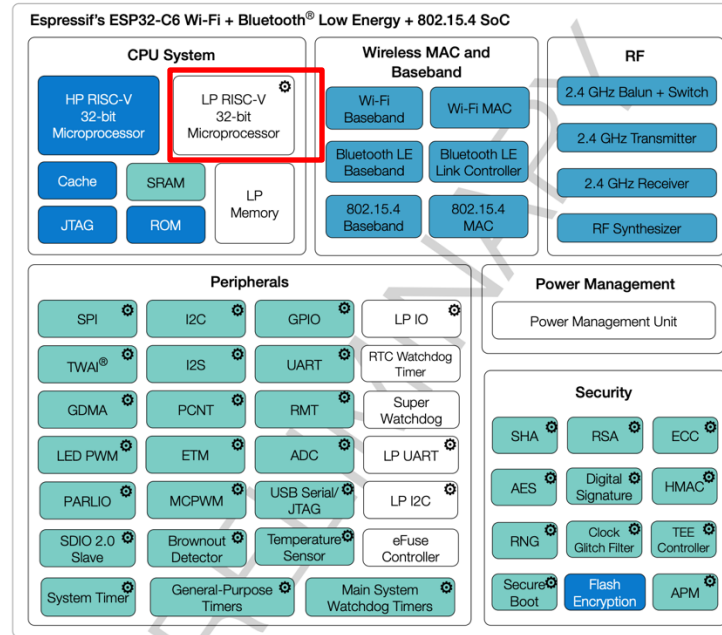 Espressif's ESP32-C6 Wi-Fi + Bluetooth® Low Energy + 802.15.4 SoC
CPU System
HP RISC-V
32-bit
Microprocessor
LP RISC-V
32-bit
Microprocessor
Cache
SRAM
LP
Memory
JTAG
ROM
Wireless MAC and
Baseband
Wi-Fi
Baseband
Wi-Fi MAC
Bluetooth LE
Baseband
Bluetooth LE
Link Controller
802.15.4
Baseband
802.15.4
MAC
RF
2.4 GHz Balun + Switch
2.4 GHz Transmitter
2.4 GHz Receiver
RF Synthesizer
Peripherals
SPI
I2C
GPIO
LP IO
TWAI®
I2S
UART
RTC Watchdog
Timer
GDMA
PCNT
RMT
Super
Watchdog
LED PWM
ETM
ADC
LP UART
PARLIO
MCPWM
USB Serial/
JTAG
LP I2C
SDIO 2.0
Slave
Brownout
Detector
Temperature
Sensor
eFuse
Controller
System Timer
General-Purpose
Timers
Main System
Watchdog Timers
Power Management
Power Management Unit
Security
SHA
RSA
ECC
AES
Digital
Signature
HMAC
RNG
Clock
Glitch Filter
TEE
Controller
Secure
Boot
Flash
Encryption
APM
PRELIMINARY